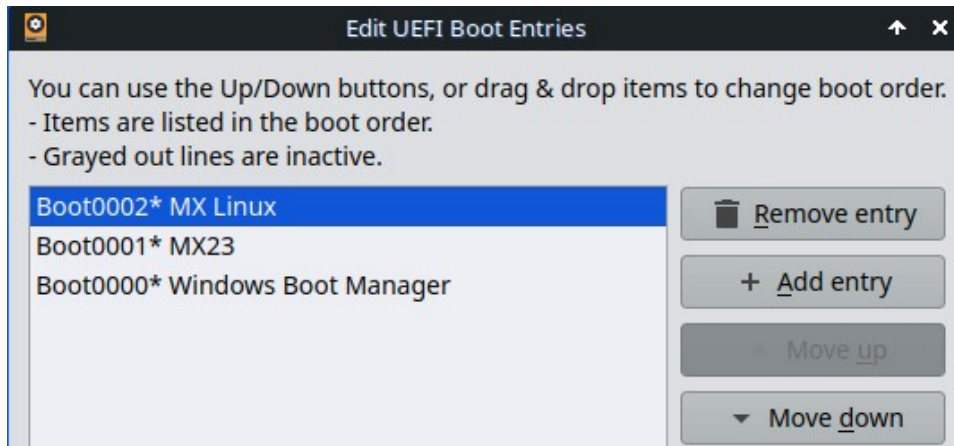 Edit UEFI Boot Entries
You can use the Up/Down buttons, or drag & drop items to change boot order.
- Items are listed in the boot order.
- Grayed out lines are inactive.
Boot0002* MX Linux
Boot0001* MX23
Boot0000* Windows Boot Manager
Remove entry
Add entry
Move up
Move down